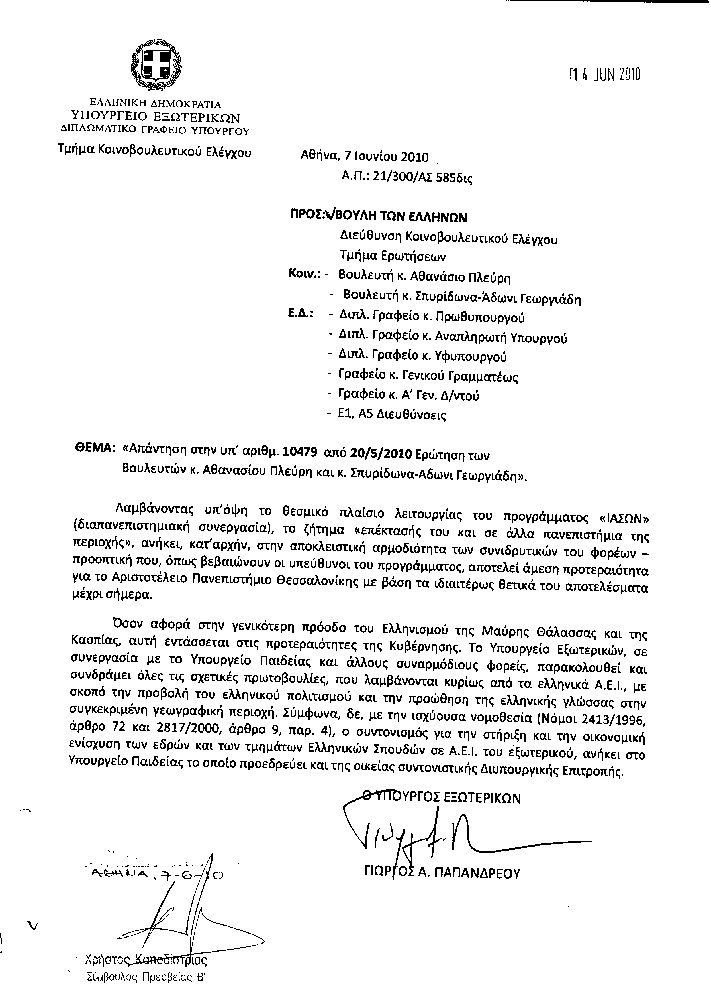 14 JUN 2010
ΕΛΛΗΝΙΚΗ ΔΗΜΟΚΡΑΤΙΑ
ΥΠΟΥΡΓΕΙΟ ΕΞΩΤΕΡΙΚΩΝ
ΔΙΠΛΩΜΑΤΙΚΟ ΓΡΑΦΕΙΟ ΥΠΟΥΡΓΟΥ
Τμήμα Κοινοβουλευτικού Ελέγχου
Αθήνα, 7 Ιουνίου 2010
Α.Π.: 21/300/ΑΣ 585δις
ΠΡΟΣ:√ΒΟΥΛΗ ΤΩΝ ΕΛΛΗΝΩΝ
Διεύθυνση Κοινοβουλευτικού Ελέγχου
Τμήμα Ερωτήσεων
Κοιν.: - Βουλευτή κ. Αθανάσιο Πλεύρη
- Βουλευτή κ. Σπυρίδωνα-Άδωνι Γεωργιάδη
Ε.Δ.: - Διπλ. Γραφείο κ. Πρωθυπουργού
- Διπλ. Γραφείο κ. Αναπληρωτή Υπουργού
- Διπλ. Γραφείο κ. Υφυπουργού
- Γραφείο κ. Γενικού Γραμματέως
- Γραφείο κ. Α’ Γεν. Δ/ντού
- Ε1, Α5 Διευθύνσεις
ΘΕΜΑ: «Απάντηση στην υπ’ αριθμ. 10479 από 20/5/2010 Ερώτηση των
Βουλευτών κ. Αθανασίου Πλεύρη και κ. Σπυρίδωνα-Αδωνι Γεωργιάδη».
Λαμβάνοντας υπ’όψη το θεσμικό πλαίσιο λειτουργίας του προγράμματος «ΙΑΣΩΝ»
(διαπανεπιστημιακή συνεργασία), το ζήτημα «επέκτασής του και σε άλλα πανεπιστήμια της
περιοχής», ανήκει, κατ’αρχήν, στην αποκλειστική αρμοδιότητα των συνιδρυτικών του φορέων –
προοπτική που, όπως βεβαιώνουν οι υπεύθυνοι του προγράμματος, αποτελεί άμεση προτεραιότητα
για το Αριστοτέλειο Πανεπιστήμιο Θεσσαλονίκης με βάση τα ιδιαιτέρως θετικά του αποτελέσματα
μέχρι σήμερα.
Όσον αφορά στην γενικότερη πρόοδο του Ελληνισμού της Μαύρης Θάλασσας και της
Κασπίας, αυτή εντάσσεται στις προτεραιότητες της Κυβέρνησης. Το Υπουργείο Εξωτερικών, σε
συνεργασία με το Υπουργείο Παιδείας και άλλους συναρμόδιους φορείς, παρακολουθεί και
συνδράμει όλες τις σχετικές πρωτοβουλίες, που λαμβάνονται κυρίως από τα ελληνικά Α.Ε.Ι., με
σκοπό την προβολή του ελληνικού πολιτισμού και την προώθηση της ελληνικής γλώσσας στην
συγκεκριμένη γεωγραφική περιοχή. Σύμφωνα, δε, με την ισχύουσα νομοθεσία (Νόμοι 2413/1996,
άρθρο 72 και 2817/2000, άρθρο 9, παρ. 4), ο συντονισμός για την στήριξη και την οικονομική
ενίσχυση των εδρών και των τμημάτων Ελληνικών Σπουδών σε Α.Ε.Ι. του εξωτερικού, ανήκει στο
Υπουργείο Παιδείας το οποίο προεδρεύει και της οικείας συντονιστικής Διυπουργικής Επιτροπής.
Ο ΥΠΟΥΡΓΟΣ ΕΞΩΤΕΡΙΚΩΝ
ΓΙΩΡΓΟΣ Α. ΠΑΠΑΝΔΡΕΟΥ
ΑΘΗΝΑ, 7-6-10
Χρήστος Καποδίστριας
Σύμβουλος Πρεσβείας Β'